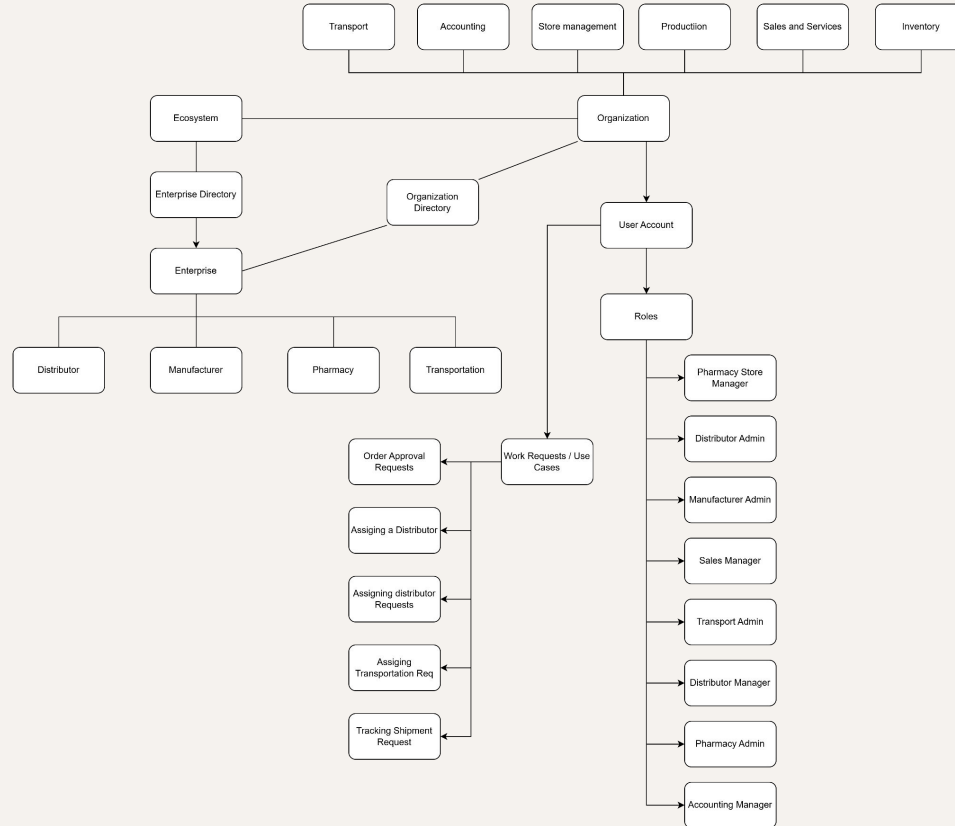 Transport
Accounting
Store management
Productiion
Sales and Services
Inventory
Ecosystem
Organization
Enterprise Directory
Organization
Directory
User Account
Enterprise
Roles
Distributor
Manufacturer
Pharmacy
Transportation
Pharmacy Store
Manager
Order Approval
Requests
Work Requests / Use
Cases
Distributor Admin
Manufacturer Admin
Assiging a Distributor
Sales Manager
Assigning distributor
Requests
Transport Admin
Assiging
Transportation Req
Distributor Manager
Tracking Shipment
Request
Pharmacy Admin
Accounting Manager